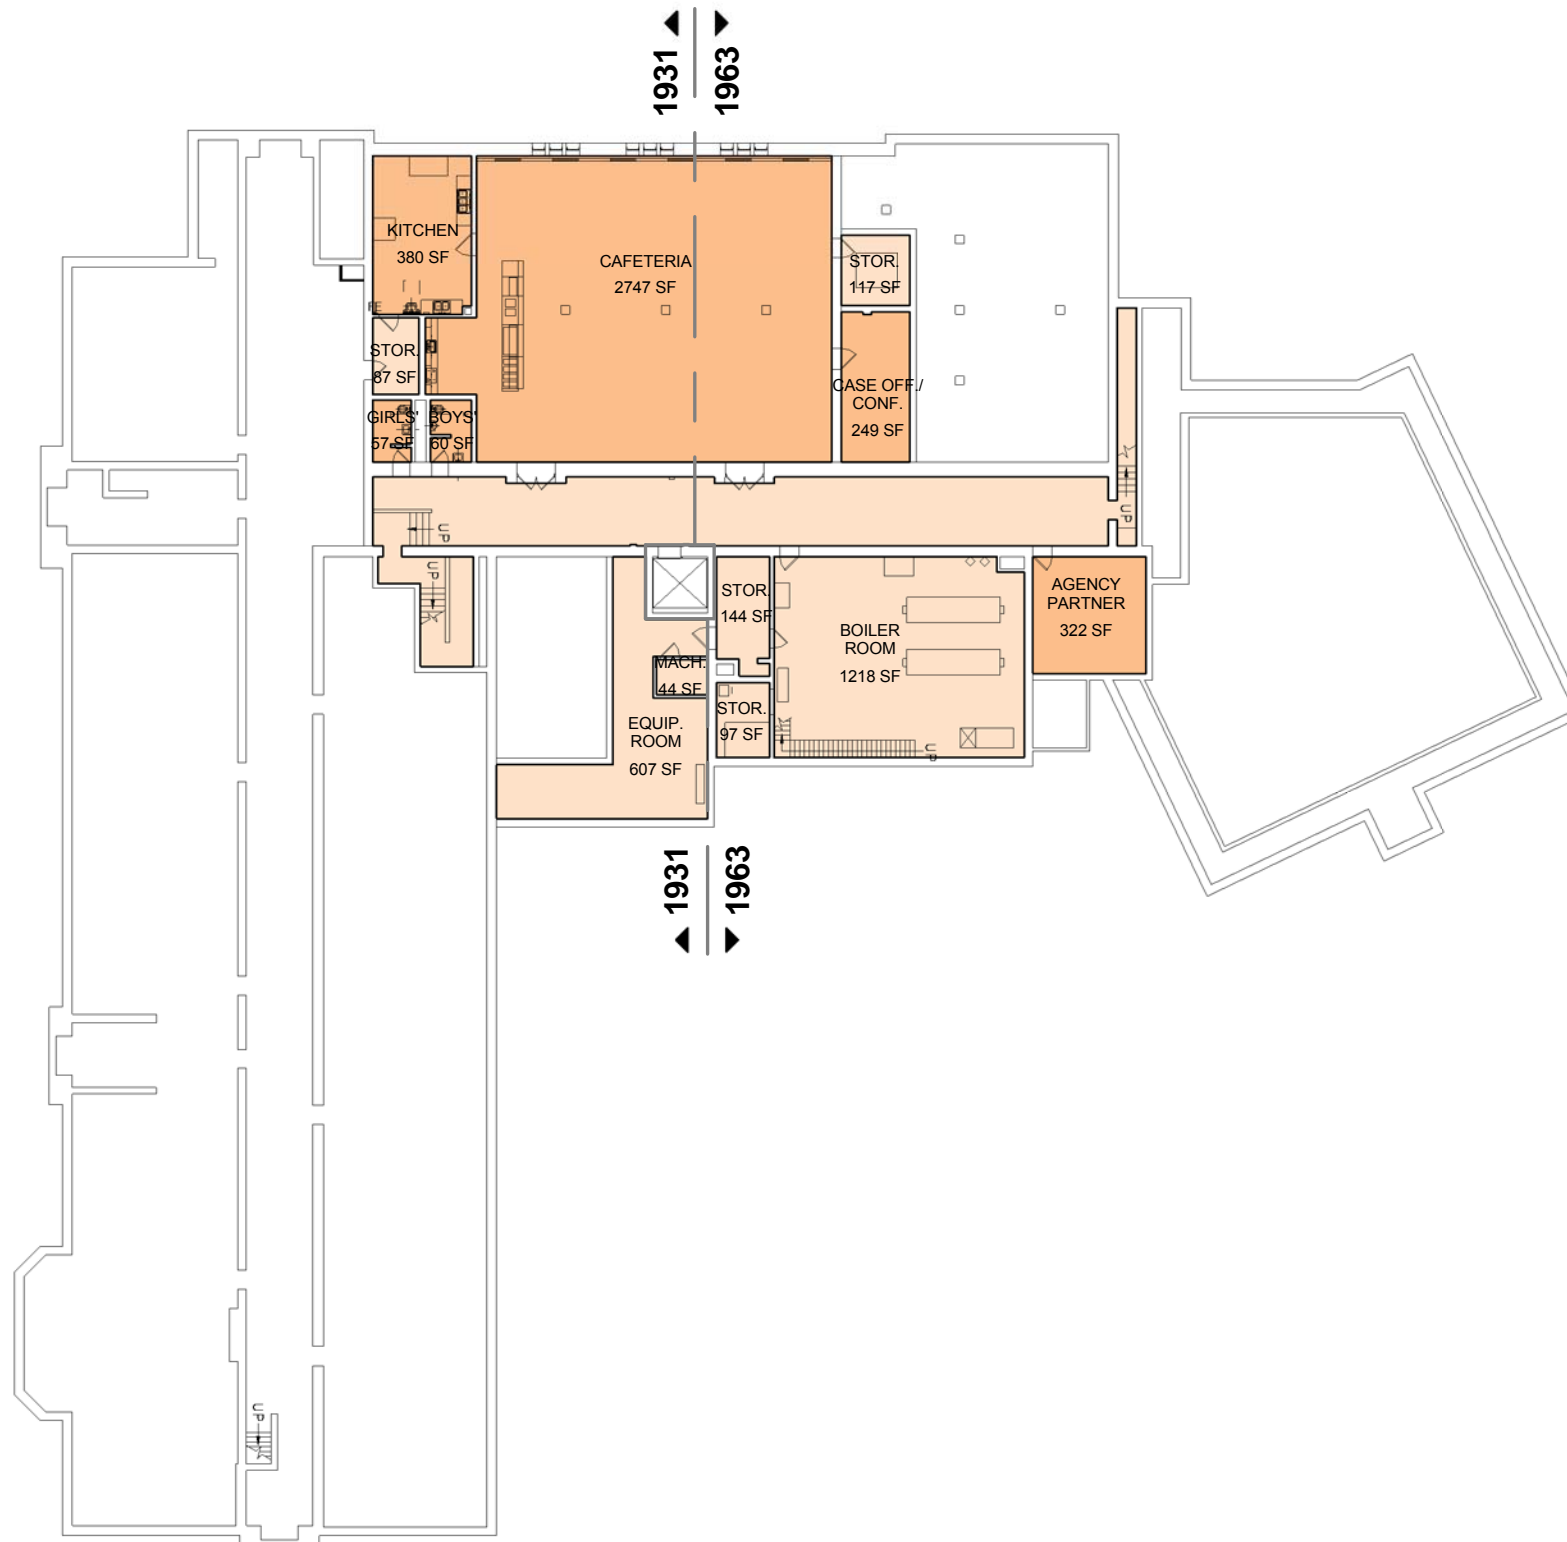 1931
1963
KITCHEN
380 SF
CAFETERIA
2747 SF
STOR.
117 SF
FE
STOR.
87 SF
CASE OFF./
CONF.
249 SF
GIRLS'
57 SF
BOYS'
60 SF
UP
UP
UP
STOR.
144 SF
MACH.
44 SF
STOR.
97 SF
EQUIP.
ROOM
607 SF
BOILER
ROOM
1218 SF
UP
AGENCY
PARTNER
322 SF
1931
1963
UP